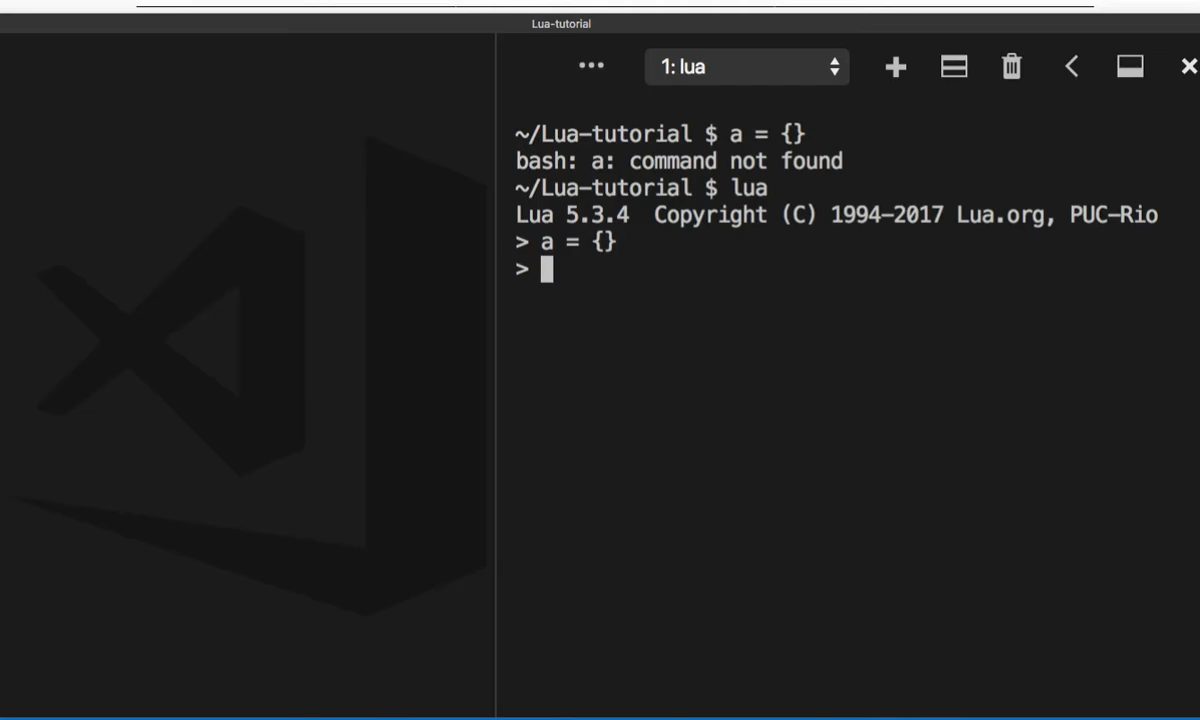 Lua-tutorial
1: lua
~/Lua-tutorial $ a = {}
bash: a: command not found
~/Lua-tutorial $ lua
Lua 5.3.4  Copyright (C) 1994-2017 Lua.org, PUC-Rio
> a = {}
>